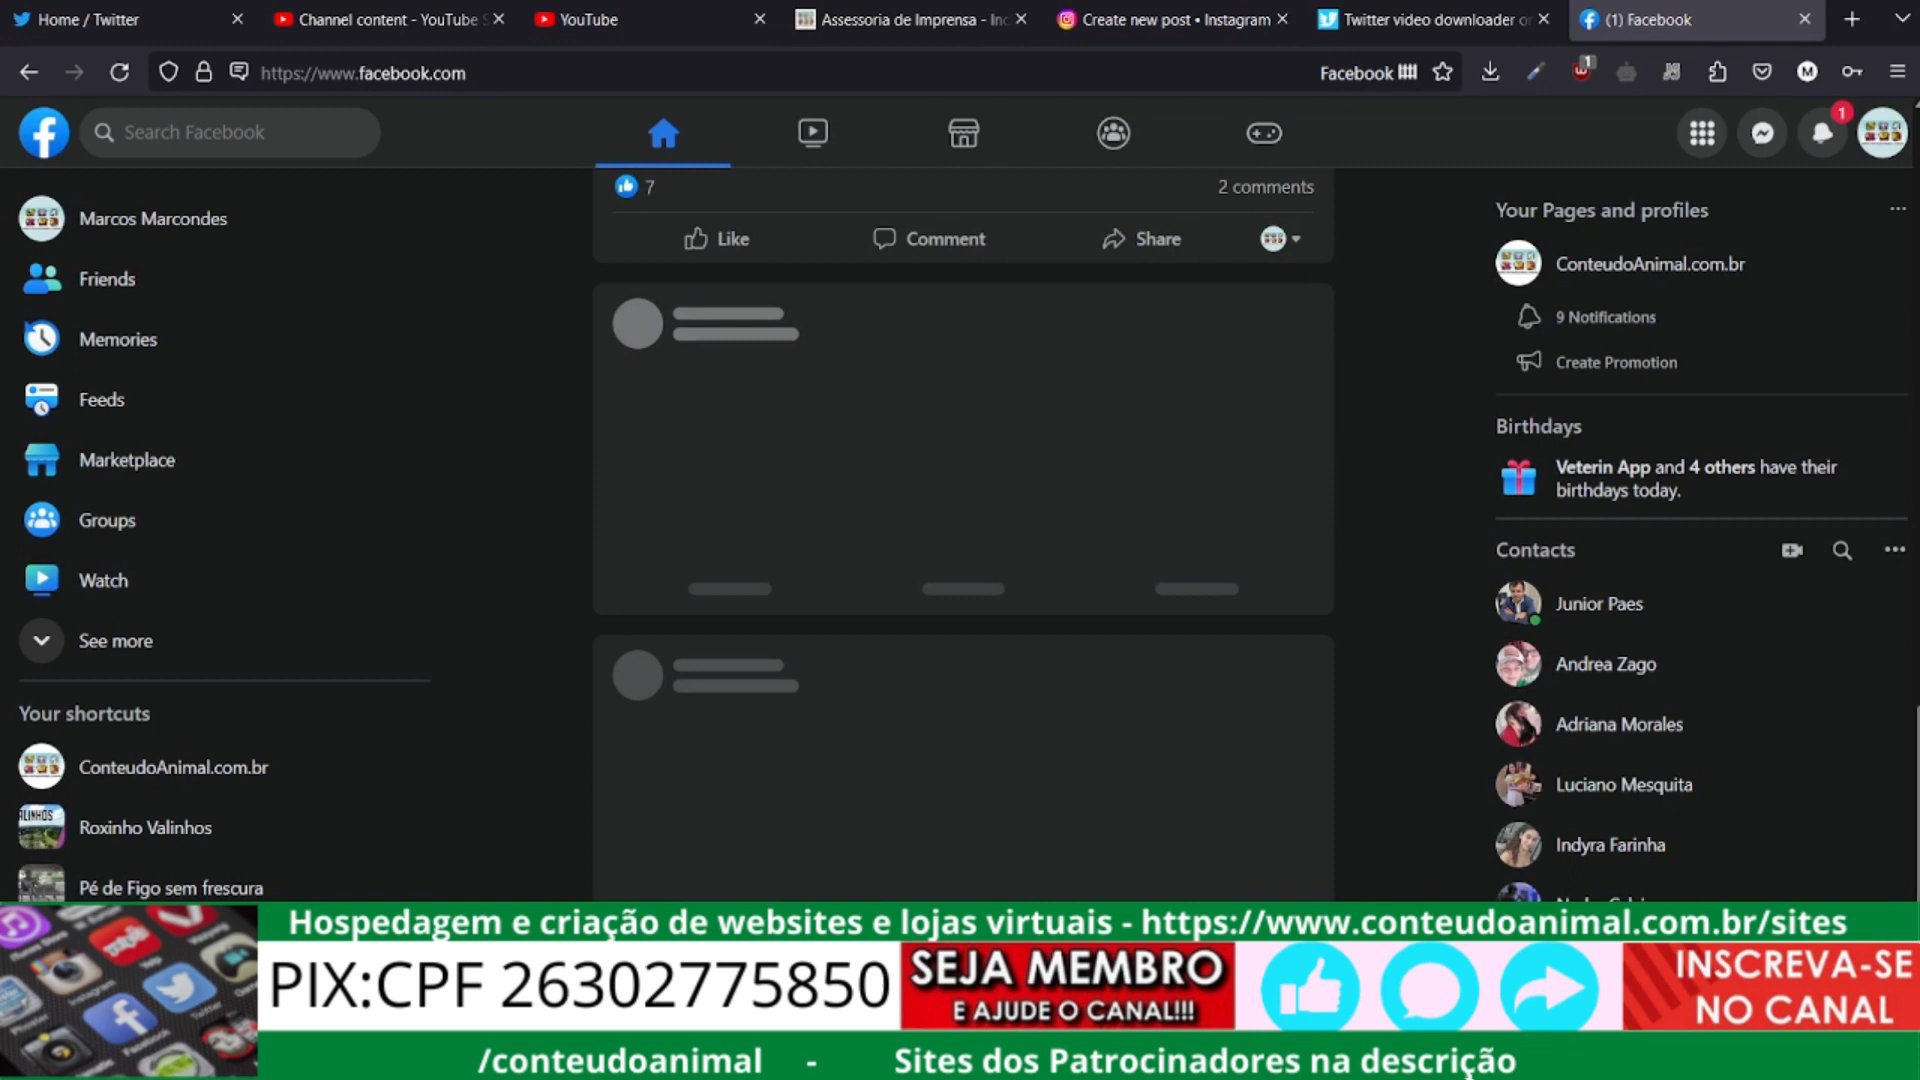 Home / Twitter
Channel content - YouTube S
YouTube
Assessoria de Imprensa - Inc
Create new post • Instagram
Twitter video downloader on
(1) Facebook
https://www.facebook.com
Facebook
1
M
Search Facebook
1
Marcos Marcondes
Friends
Memories
Feeds
Marketplace
Groups
Watch
See more
Your shortcuts
ConteudoAnimal.com.br
Roxinho Valinhos
Pé de Figo sem frescura
7
2 comments
Like
Comment
Share
Your Pages and profiles
ConteudoAnimal.com.br
9 Notifications
Create Promotion
Birthdays
Veterin App and 4 others have their
birthdays today.
Contacts
Junior Paes
Andrea Zago
Adriana Morales
Luciano Mesquita
Indyra Farinha
Hospedagem e criação de websites e lojas virtuais - https://www.conteudoanimal.com.br/sites
PIX:CPF 26302775850
SEJA MEMBRO
E AJUDE O CANAL!!!
INSCREVA-SE
NO CANAL
/conteudoanimal - Sites dos Patrocinadores na descrição